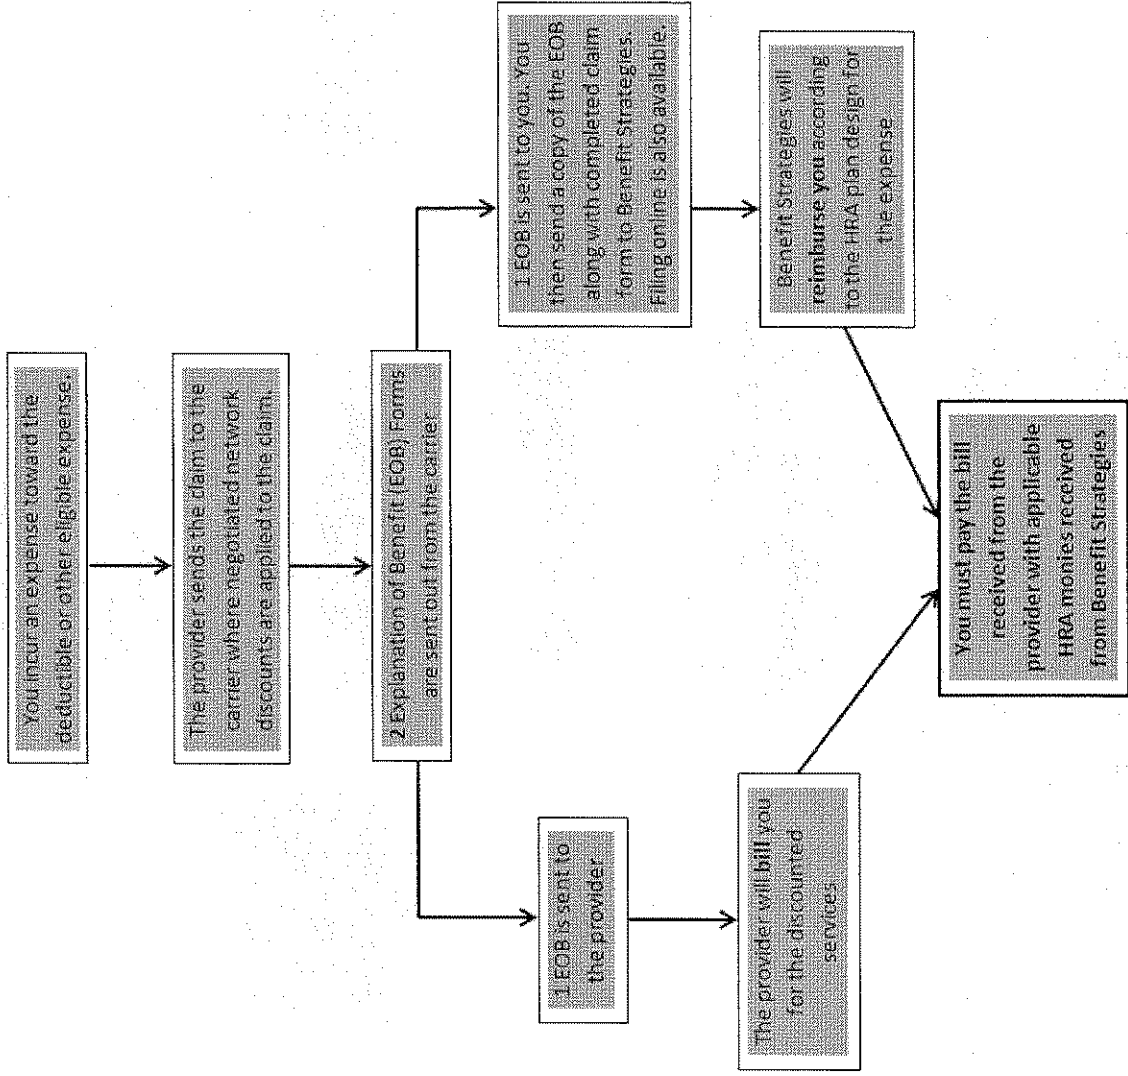 You incur an expense toward the
deductible or other eligible expense.
The provider sends the claim to the
carrier where negotiated network
discounts are applied to the claim.
2 Explanation of Benefit (EOB) Forms
are sent out from the carrier
1 EOB is sent to
the provider
1 EOB is sent to you. You
then send a copy of the EOB
along with completed claim
form to Benefit Strategies.
Filing online is also available.
The provider will bill you
for the discounted
services
Benefit Strategies will
reimburse you according
to the HRA plan design for
the expense.
You must pay the bill
received from the
provider with applicable
HRA monies received
from Benefit Strategies